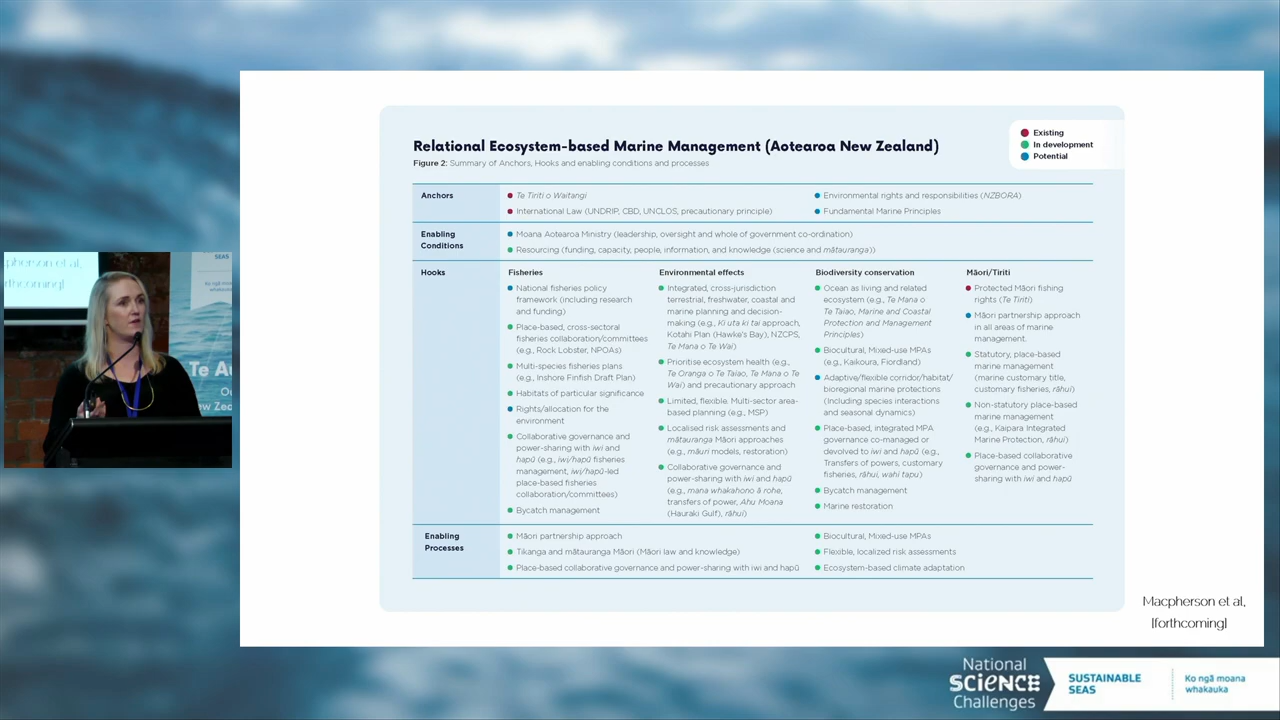 Relational Ecosystem-based Marine Management (Aotearoa New Zealand)
Figure 2: Summary of Anchors, Hooks and enabling conditions and processes
Existing
In development
Potential
Anchors
Te Tiriti o Waitangi
International Law (UNDRIP, CBD, UNCLOS, precautionary principle)
Environmental rights and responsibilities (NZBORA)
Fundamental Marine Principles
Enabling
Conditions
Moana Aotearoa Ministry (leadership, oversight and whole of government co-ordination)
Resourcing (funding, capacity, people, information, and knowledge (science and mātauranga))
Hooks
Fisheries
National fisheries policy
framework (including research
and funding)
Place-based, cross-sectoral
fisheries collaboration/committees
(e.g., Rock Lobster, NPOAs)
Multi-species fisheries plans
(e.g., Inshore Finfish Draft Plan)
Habitats of particular significance
Rights/allocation for the
environment
Collaborative governance and
power-sharing with iwi and
hapū (e.g., iwi/hapū fisheries
management, iwi/hapū-led
place-based fisheries
collaboration/committees)
Bycatch management
Environmental effects
Integrated, cross-jurisdiction
terrestrial, freshwater, coastal and
marine planning and decision-
making (e.g., Ki uta ki tai approach,
Kotahi Plan (Hawke's Bay), NZCPS,
Te Mana o Te Wai)
Prioritise ecosystem health (e.g.,
Te Oranga o Te Taiao, Te Mana o Te
Wai) and precautionary approach
Limited, flexible. Multi-sector area-
based planning (e.g., MSP)
Localised risk assessments and
mātauranga Māori approaches
(e.g., māuri models, restoration)
Collaborative governance and
power-sharing with iwi and hapū
(e.g., mana whakahono ā rohe,
transfers of power, Ahu Moana
(Hauraki Gulf), rāhui)
Biodiversity conservation
Ocean as living and related
ecosystem (e.g., Te Mana o
Te Taiao, Marine and Coastal
Protection and Management
Principles)
Biocultural, Mixed-use MPAs
(e.g., Kaikoura, Fiordland)
Adaptive/flexible corridor/habitat/
bioregional marine protections
(Including species interactions
and seasonal dynamics)
Place-based, integrated MPA
governance co-managed or
devolved to iwi and hapū (e.g.,
Transfers of powers, customary
fisheries, rāhui, wahi tapu)
Bycatch management
Marine restoration
Māori/Tiriti
Protected Māori fishing
rights (Te Tiriti)
Māori partnership approach
in all areas of marine
management.
Statutory, place-based
marine management
(marine customary title,
customary fisheries, rāhui)
Non-statutory place-based
marine management
(e.g., Kaipara Integrated
Marine Protection, rāhui)
Place-based collaborative
governance and power-
sharing with iwi and hapū
Enabling
Processes
Māori partnership approach
Tikanga and mātauranga Māori (Māori law and knowledge)
Place-based collaborative governance and power-sharing with iwi and hapū
Biocultural, Mixed-use MPAs
Flexible, localized risk assessments
Ecosystem-based climate adaptation
Macpherson et al,
[forthcoming]
pherson et al.,
rthcoming]
SEAS
Te Au
Ou
ew Zea
National
SCiENCE
Challenges
SUSTAINABLE
SEAS
Ko ngā moana
whakauka